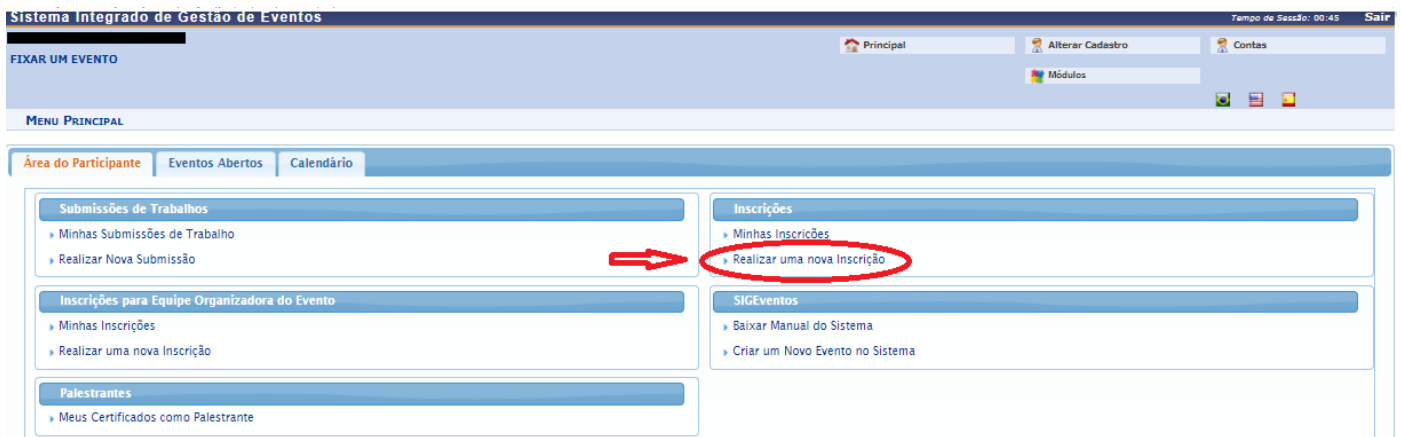 Sistema Integrado de Gestão de Eventos
Tempo de Sessão: 00:45 Sair
Principal
Alterar Cadastro
Contas
FIXAR UM EVENTO
Módulos
MENU PRINCIPAL
Área do Participante
Eventos Abertos
Calendário
Submissões de Trabalhos
Minhas Submissões de Trabalho
Realizar Nova Submissão
Inscrições
Minhas Inscrições
Realizar uma nova Inscrição
Inscrições para Equipe Organizadora do Evento
Minhas Inscrições
Realizar uma nova Inscrição
SIGEventos
Baixar Manual do Sistema
Criar um Novo Evento no Sistema
Palestrantes
Meus Certificados como Palestrante